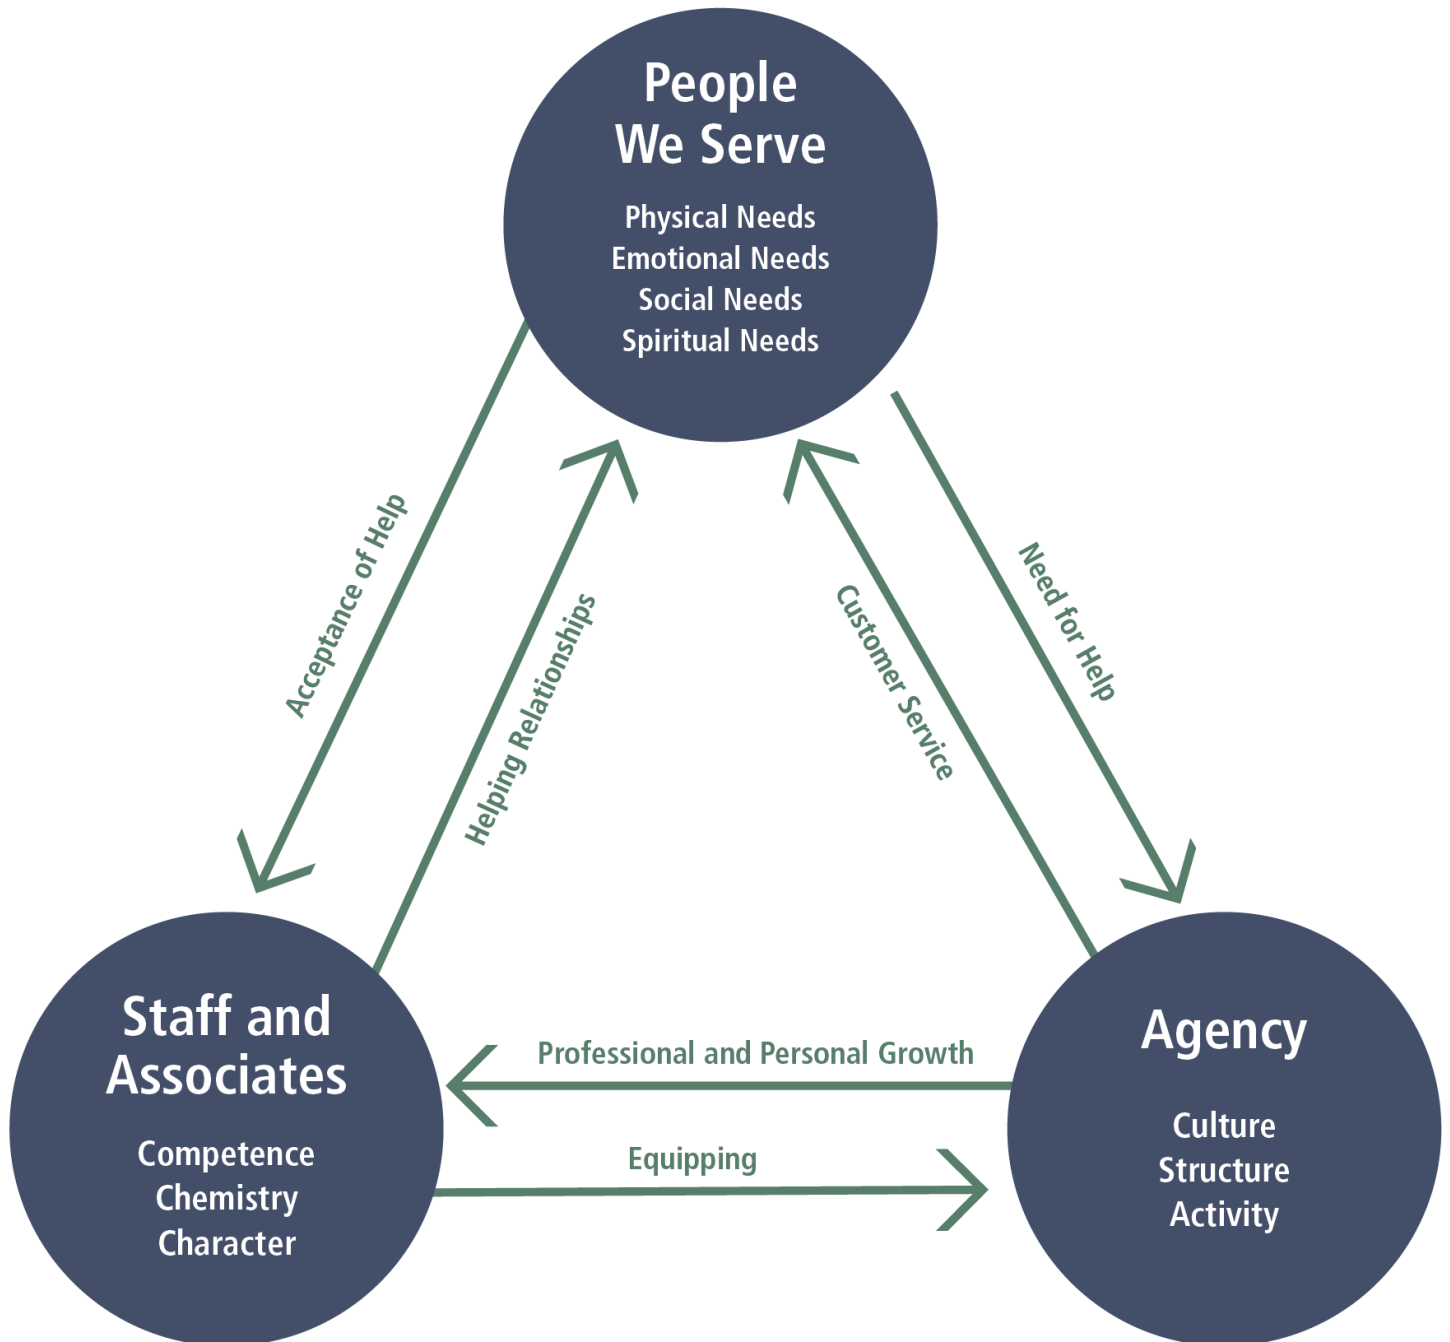 People
We Serve
Physical Needs
Emotional Needs
Social Needs
Spiritual Needs
Acceptance of Help
Helping Relationships
Customer Service
Need for Help
Staff and
Associates
Competence
Chemistry
Character
Professional and Personal Growth
Equipping
Agency
Culture
Structure
Activity